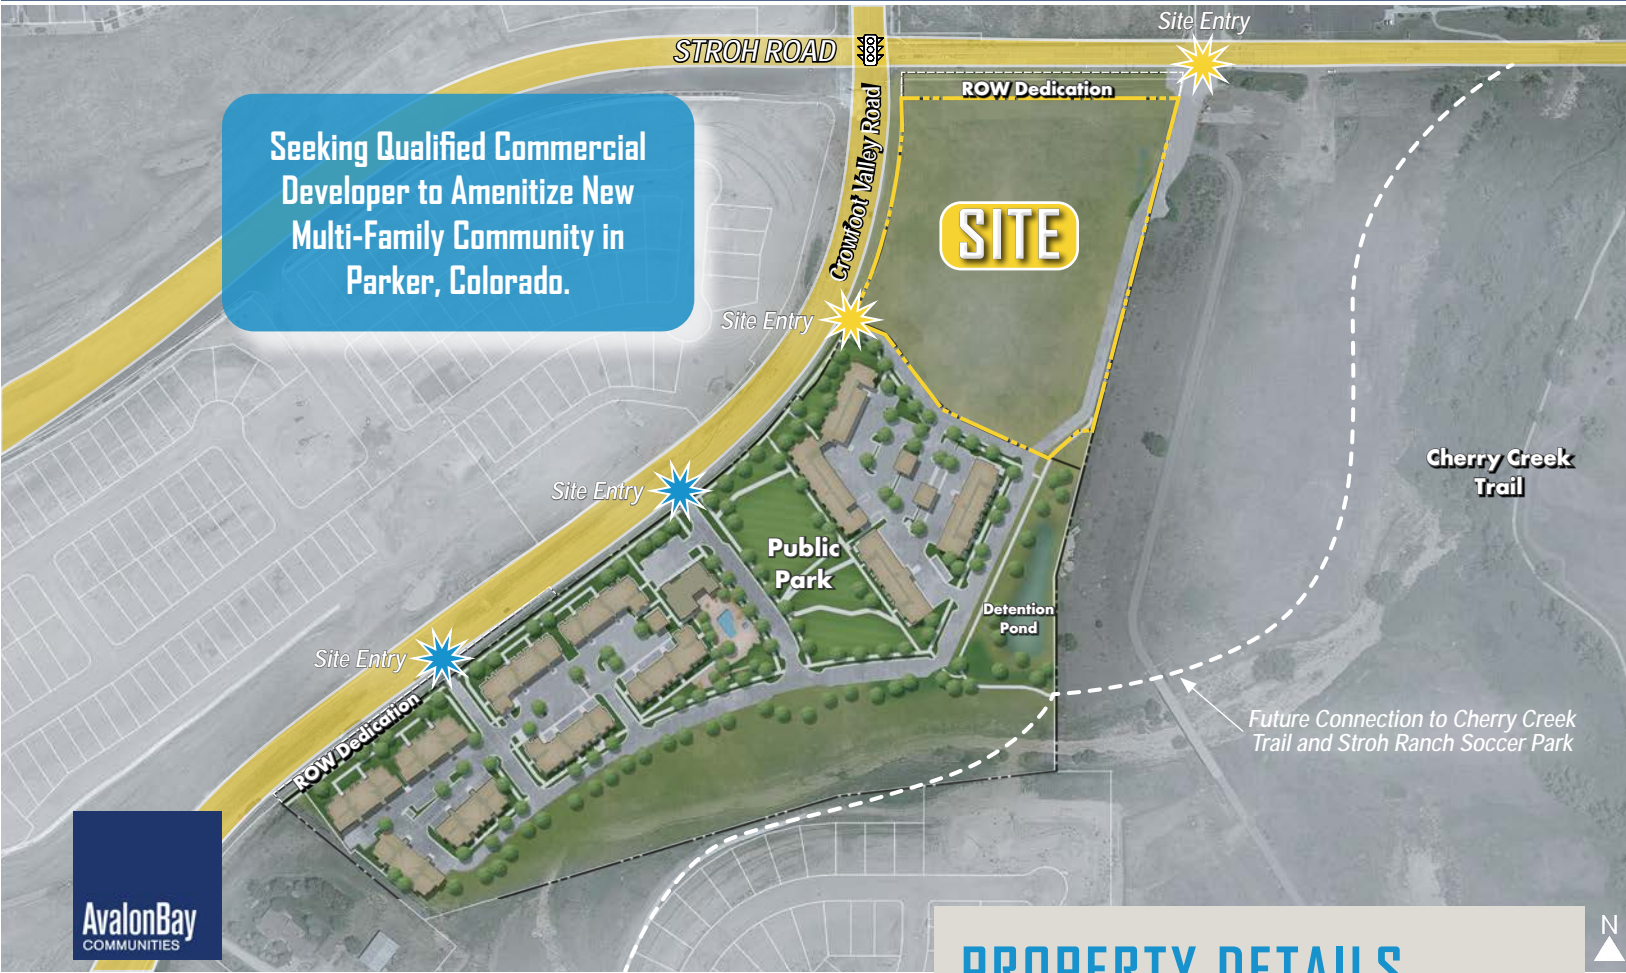 Site Entry
STROH ROAD
ROW Dedication
Crowfoot Valley Road
Seeking Qualified Commercial
Developer to Amenitize New
Multi-Family Community in
Parker, Colorado.
SITE
Site Entry
Cherry Creek
Trail
Site Entry
Public
Park
Detention
Pond
Site Entry
ROW Dedication
Future Connection to Cherry Creek
Trail and Stroh Ranch Soccer Park
AvalonBay
COMMUNITIES
N
PROPERTY DETAILS